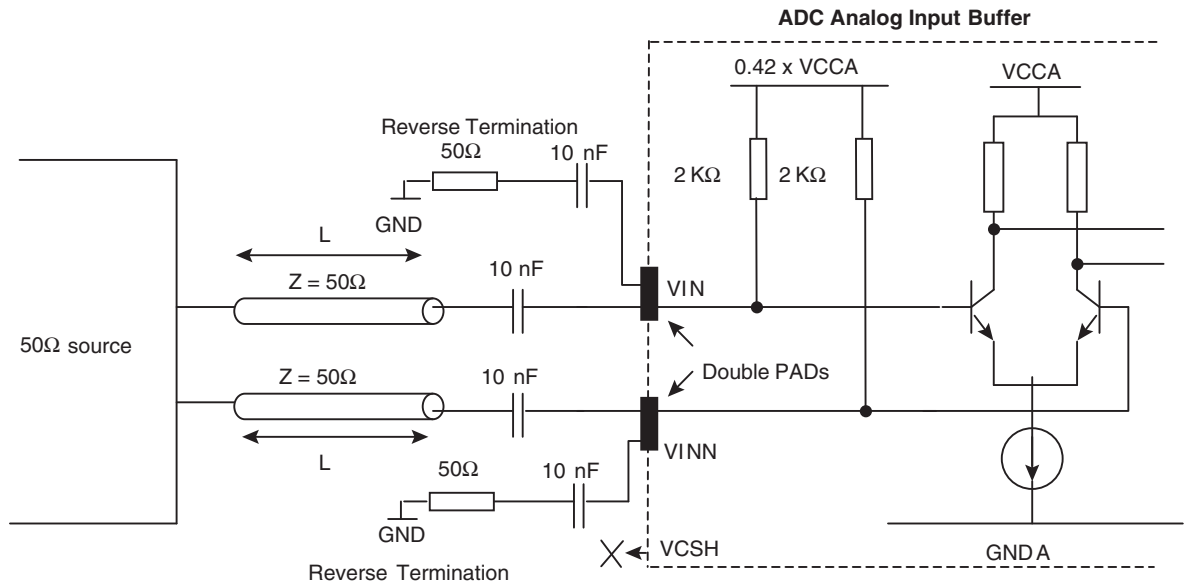 ADC Analog Input Buffer
0.42 x VCCA
VCCA
Reverse Termination
50Ω
10 nF
2 KΩ
2 KΩ
GND
L
10 nF
Z = 50Ω
VIN
50Ω source
Double PADs
Z = 50Ω
10 nF
L
VINN
50Ω
10 nF
GND
VCSH
GNDA
Reverse Termination